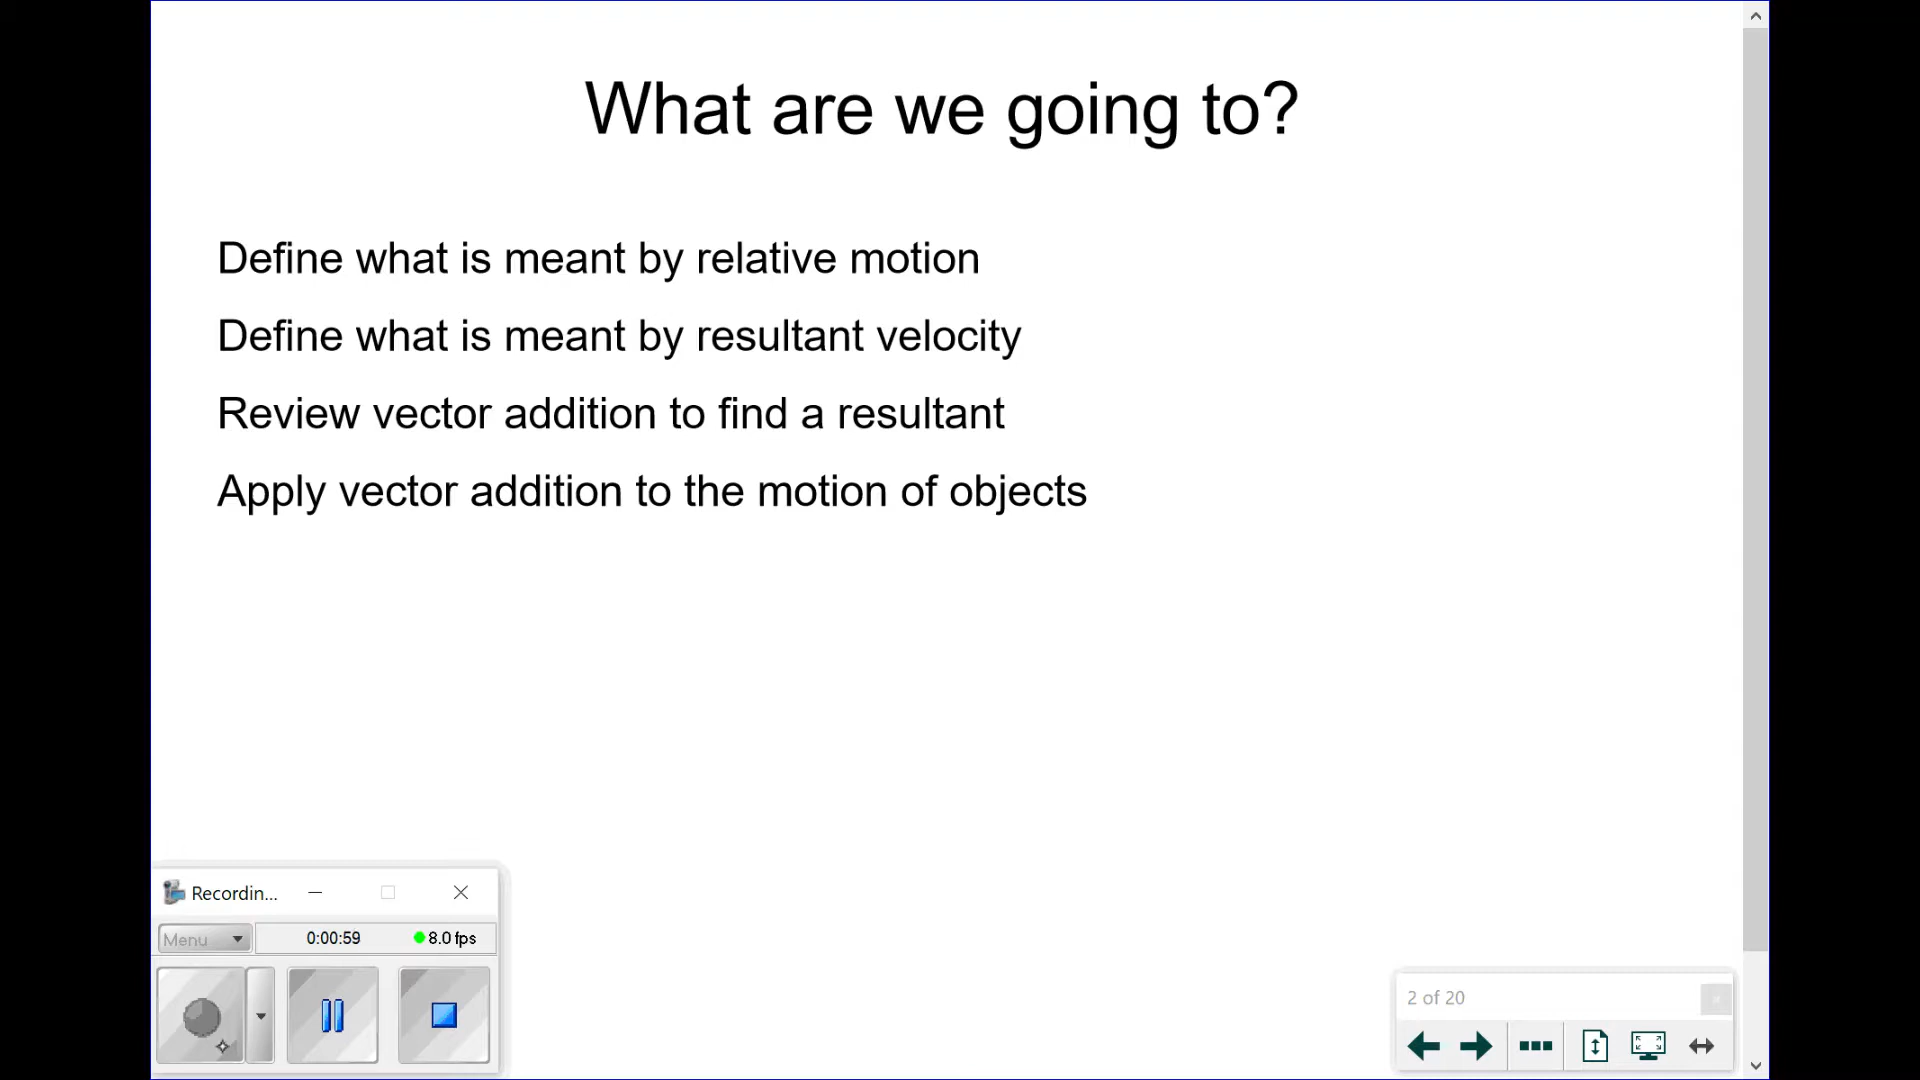 What are we going to?
Define what is meant by relative motion
Define what is meant by resultant velocity
Review vector addition to find a resultant
Apply vector addition to the motion of objects
Recordin...
Menu
0:00:59
8.0 fps
2 of 20